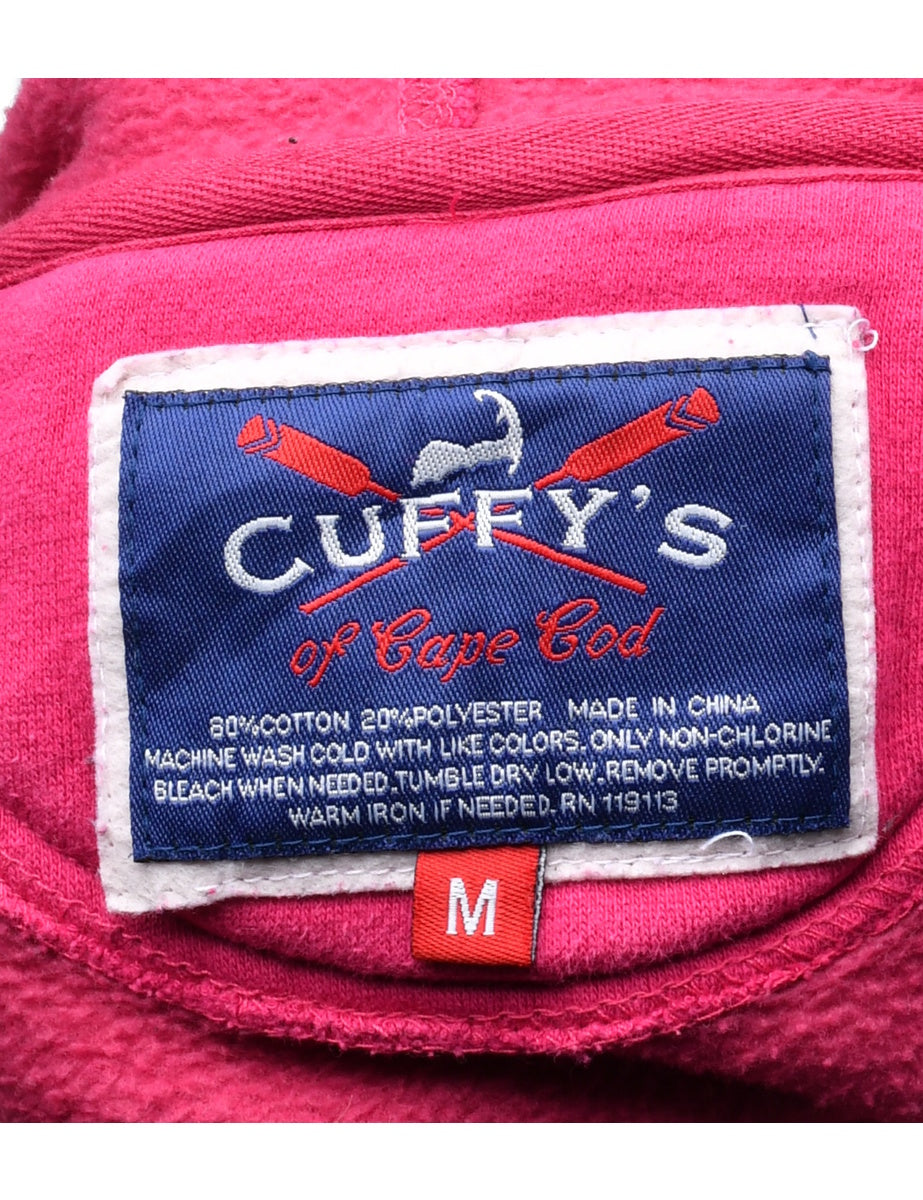 CUFFY'S
of Cape Cod
80%COTTON 20%POLYESTER MADE IN CHINA
MACHINE WASH COLD WITH LIKE COLORS. ONLY NON-CHLORINE
BLEACH WHEN NEEDED. TUMBLE DRY LOW. REMOVE PROMPTLY.
WARM IRON IF NEEDED. RN 119113
M